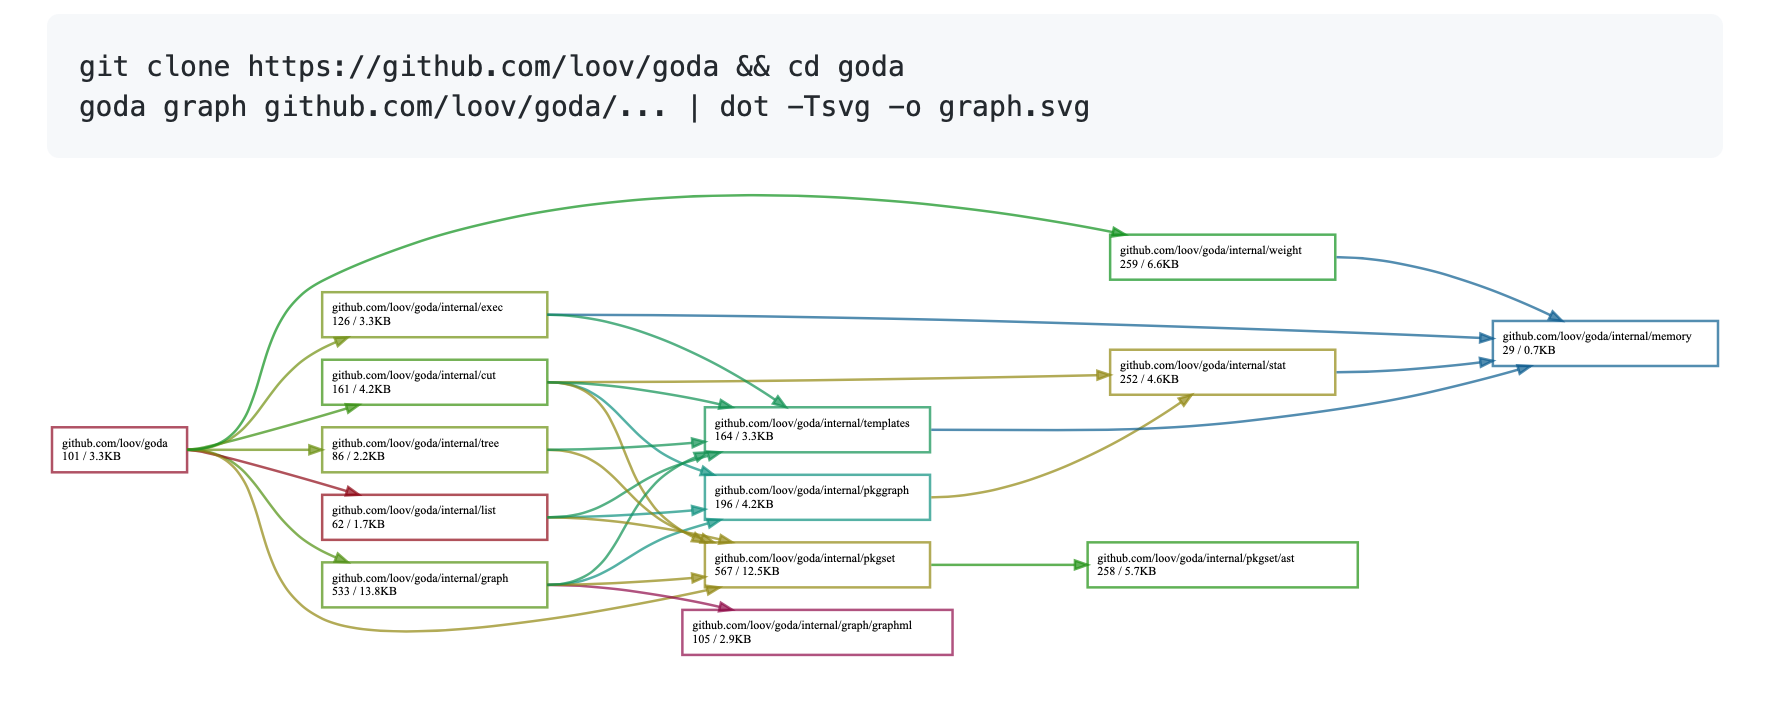 git clone https://github.com/loov/goda && cd goda
goda graph github.com/loov/goda/... | dot -Tsvg -o graph.svg
github.com/loov/goda/internal/weight
259 / 6.6KB
github.com/loov/goda/internal/exec
126 / 3.3KB
github.com/loov/goda/internal/memory
29 / 0.7KB
github.com/loov/goda/internal/cut
161 / 4.2KB
github.com/loov/goda/internal/stat
252 / 4.6KB
github.com/loov/goda/internal/templates
164 / 3.3KB
github.com/loov/goda
101 / 3.3KB
github.com/loov/goda/internal/tree
86 / 2.2KB
github.com/loov/goda/internal/pkggraph
196 / 4.2KB
github.com/loov/goda/internal/list
62 / 1.7KB
github.com/loov/goda/internal/pkgset
567 / 12.5KB
github.com/loov/goda/internal/pkgset/ast
258 / 5.7KB
github.com/loov/goda/internal/graph
533 / 13.8KB
github.com/loov/goda/internal/graph/graphml
105 / 2.9KB